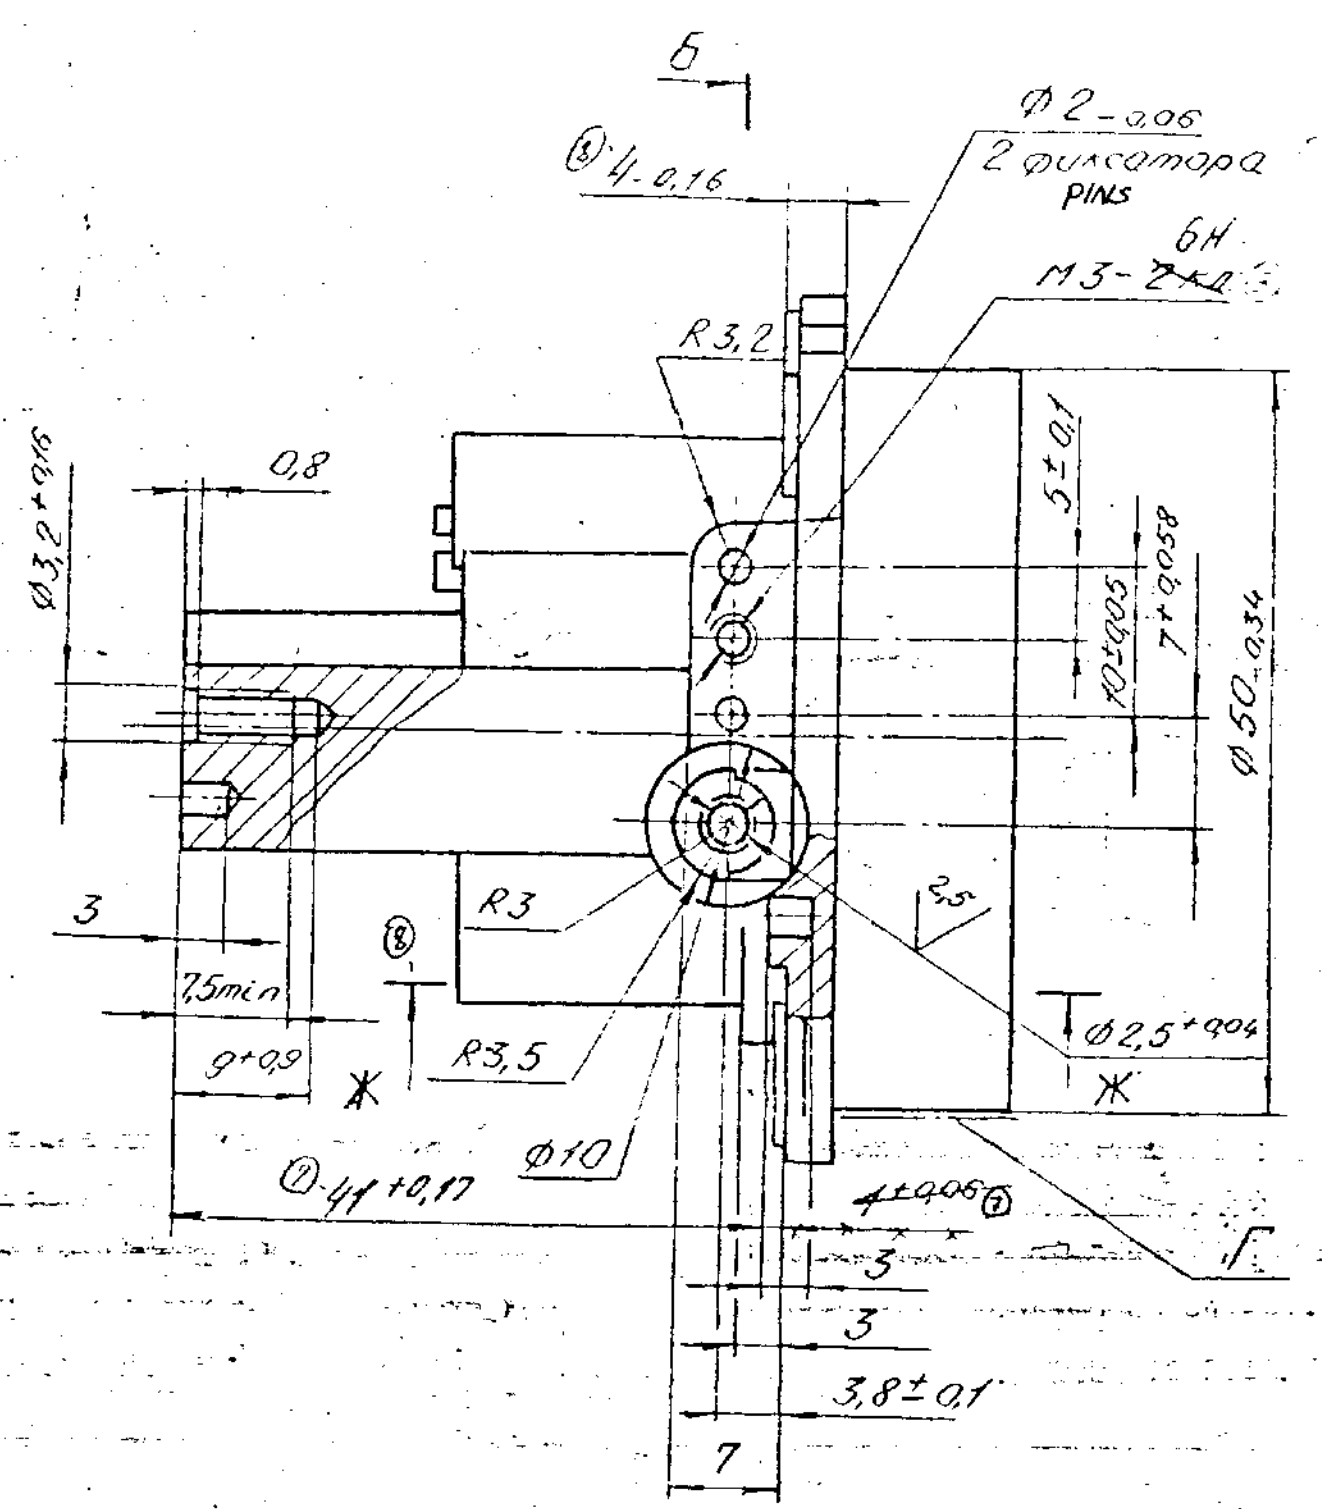 Б
Ф 2 -0,06
2 фиксатора
PINS
⑧ 4-0,16
6H
М3-2кл
R3,2
5±0,1
0,8
Ф3,2+0,16
10±0,05
7+0,058
Ф50-0,34
R3
⑧
2,5
3
7,5min
9+0,9
Ж
R3,5
Ф2,5+0,04
Ж
Ф10
⑦ 41+0,17
4±0,06 ⑦
3
3
3,8±0,1
7